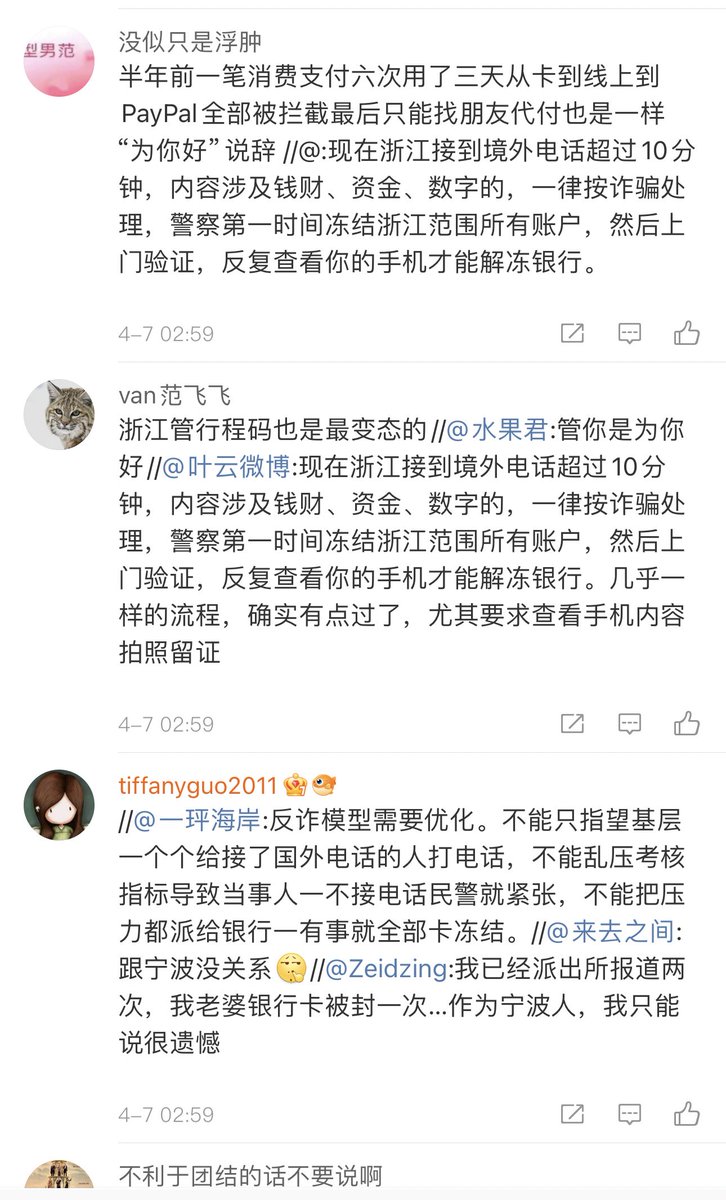 型男范
没似只是浮肿
半年前一笔消费支付六次用了三天从卡到线上到
PayPal全部被拦截最后只能找朋友代付也是一样
“为你好”说辞//@:现在浙江接到境外电话超过10分
钟，内容涉及钱财、资金、数字的，一律按诈骗处
理，警察第一时间冻结浙江范围所有账户，然后上
门验证，反复查看你的手机才能解冻银行。
4-7 02:59
van范飞飞
浙江管行程码也是最变态的//@水果君:管你是为你
好//@叶云微博:现在浙江接到境外电话超过10分
钟，内容涉及钱财、资金、数字的，一律按诈骗处
理，警察第一时间冻结浙江范围所有账户，然后上
门验证，反复查看你的手机才能解冻银行。几乎一
样的流程，确实有点过了，尤其要求查看手机内容
拍照留证
4-7 02:59
tiffanyguo2011
//@一玶海岸:反诈模型需要优化。不能只指望基层
一个个给接了国外电话的人打电话，不能乱压考核
指标导致当事人一不接电话民警就紧张，不能把压
力都派给银行一有事就全部卡冻结。//@来去之间:
跟宁波没关系//@Zeidzing:我已经派出所报道两
次，我老婆银行卡被封一次...作为宁波人，我只能
说很遗憾
4-7 02:59
不利于团结的话不要说啊